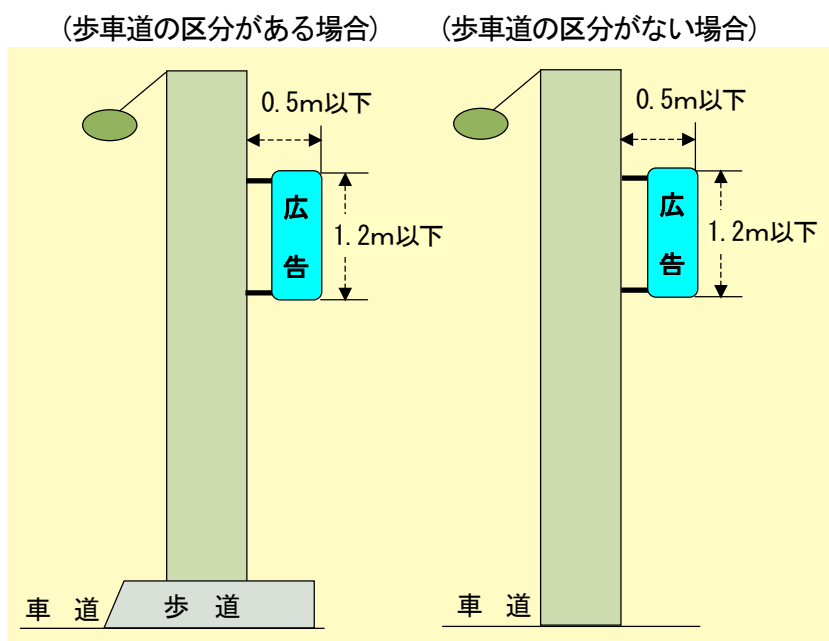 (歩車道の区分がある場合)
(歩車道の区分がない場合)
0.5m以下
広告
1.2m以下
車 道
歩 道
0.5m以下
広告
1.2m以下
車 道